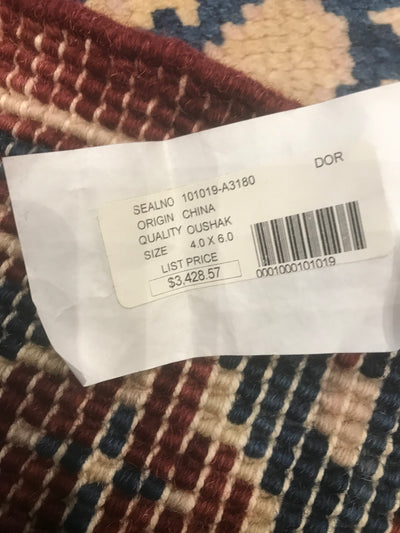 DOR
SEALNO 101019-A3180
ORIGIN CHINA
QUALITY OUSHAK
SIZE 4.0 X 6.0
LIST PRICE
$3,428.57
0001000101019